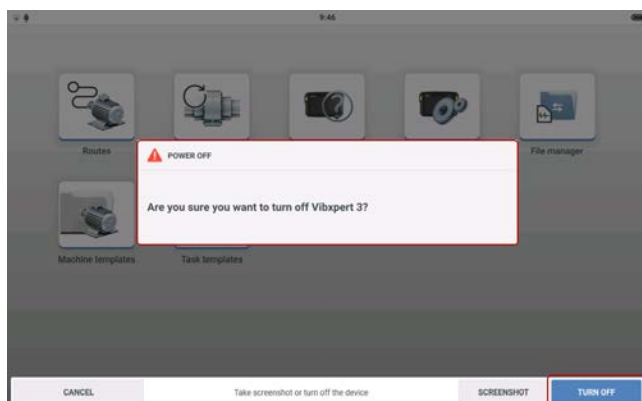 9:46
Routes
File manager
POWER OFF
Are you sure you want to turn off Vibxpert 3?
Machine templates
Task templates
CANCEL
Take screenshot or turn off the device
SCREENSHOT
TURN OFF